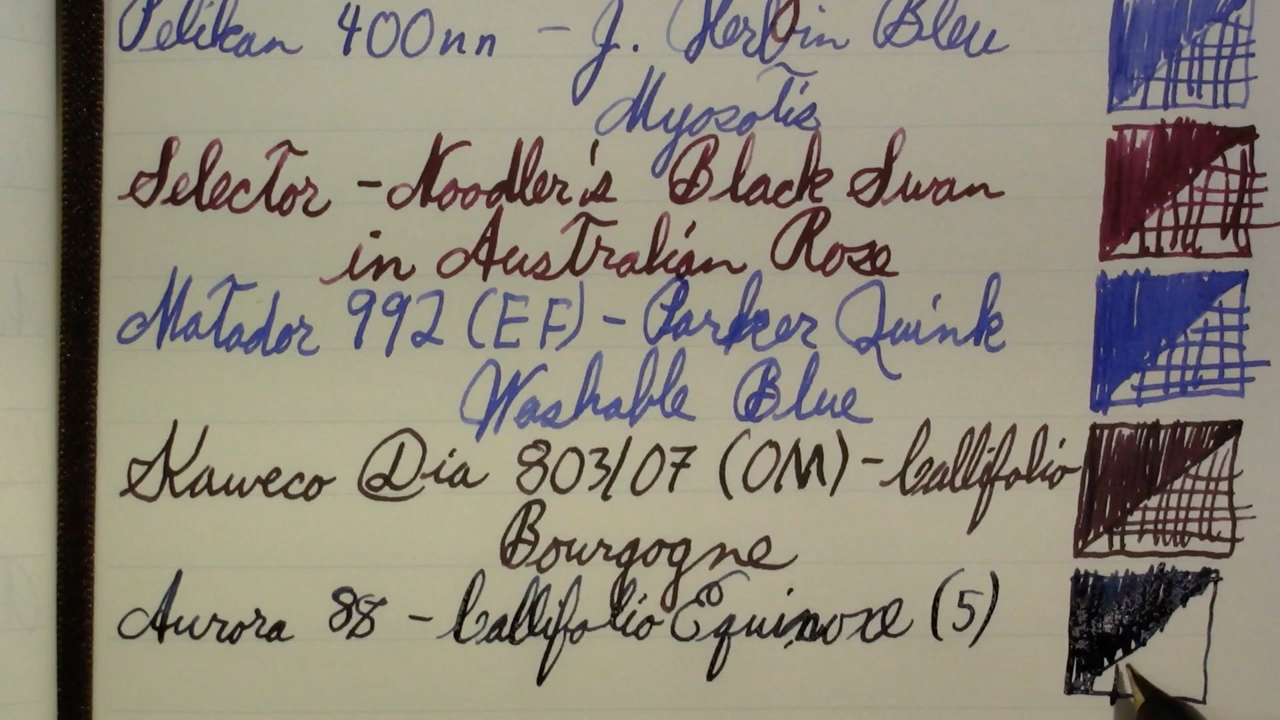 Pelikan 400nn - J. Herbin Bleu
Myosotis
Selector - Noodler's Black Swan
in Australian Rose
Matador 992 (EF) - Parker Quink
Washable Blue
Kaweco Dia 803/07 (OM) - Callifolio
Bourgogne
Aurora 88 - Callifolio Equinoxe (5)